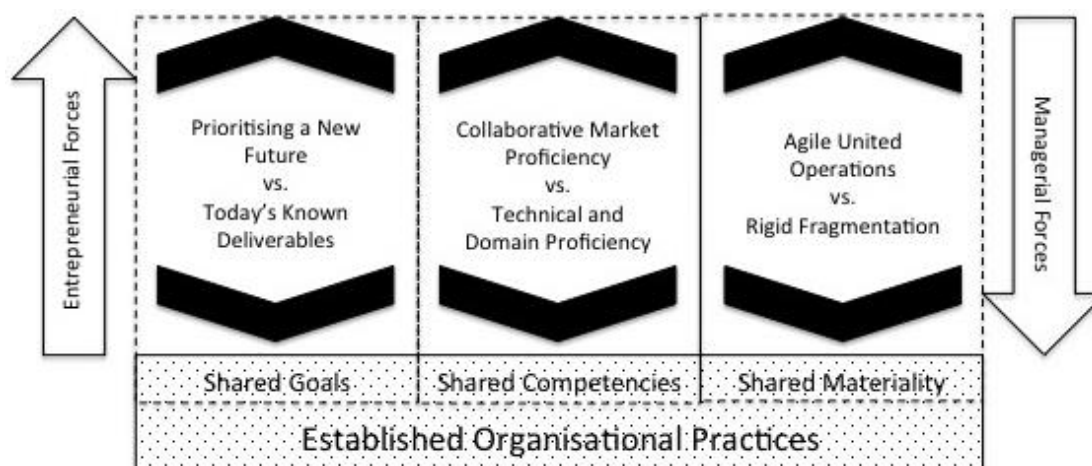 Entrepreneurial Forces
Prioritising a New
Future
vs.
Today's Known
Deliverables
Collaborative Market
Proficiency
vs.
Technical and
Domain Proficiency
Agile United
Operations
vs.
Rigid Fragmentation
Managerial Forces
Shared Goals
Shared Competencies
Shared Materiality
Established Organisational Practices